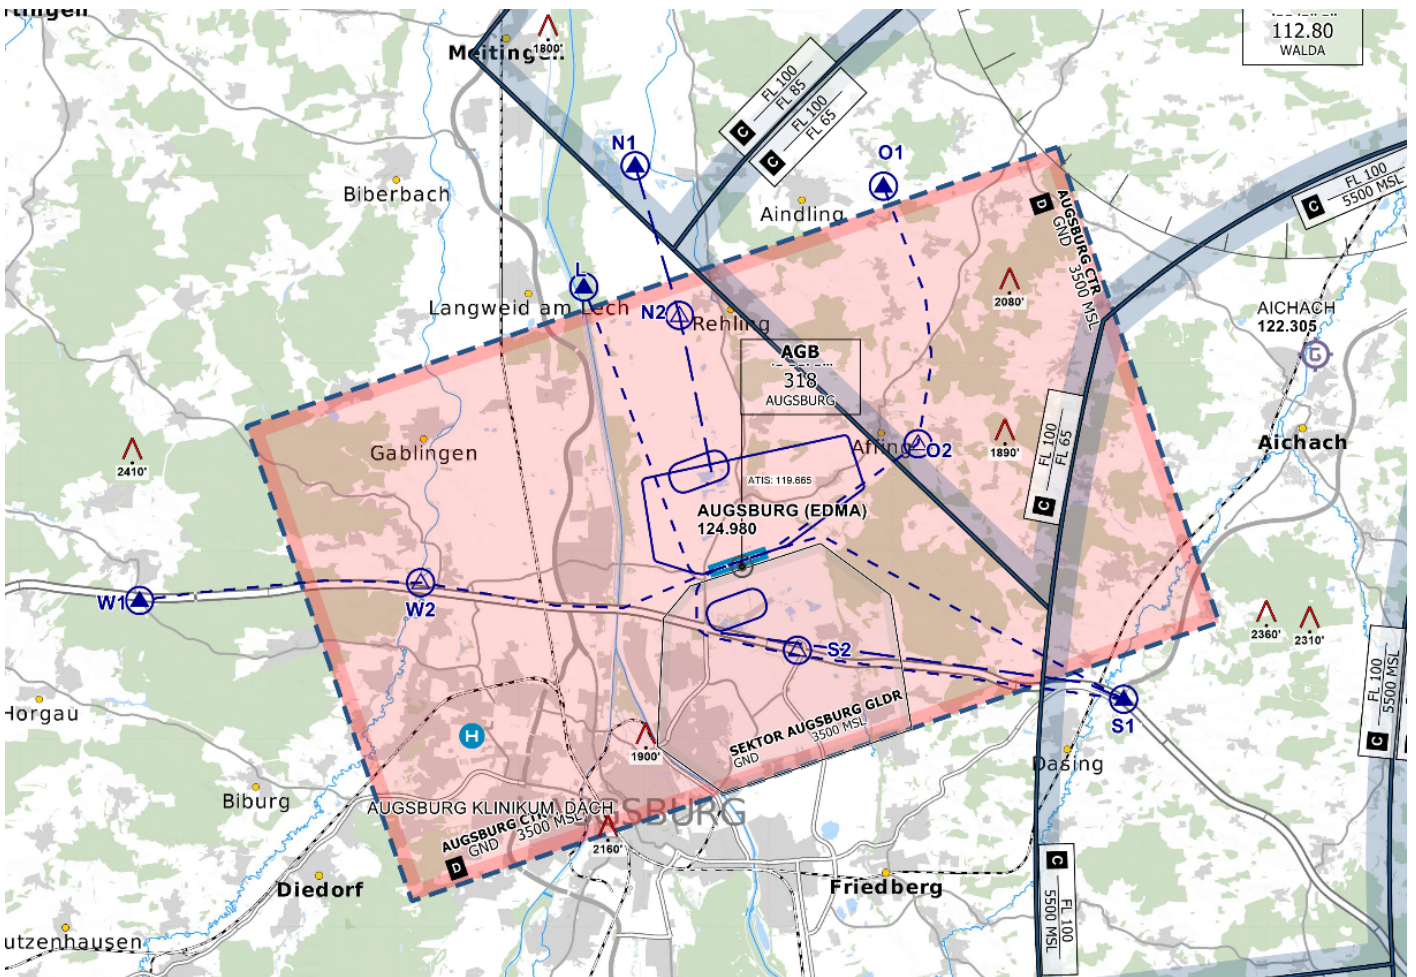 112.80
WALDA
Meitingen
1800'
FL 100
FL 85
C
FL 100
FL 65
C
N1
O1
Biberbach
Aindling
FL 100
5500 MSL
C
D
AUGSBURG CTR
GND 3500 MSL
L
Langweid am Lech
N2
Rehling
2080'
AICHACH
122.305
G
AGB
318
AUGSBURG
Gablingen
2410'
Affing
O2
1890'
FL 100
FL 65
C
Aichach
ATIS: 119.665
AUGSBURG (EDMA)
124.980
W1
W2
S2
2360'
2310'
S1
Horgau
H
1900'
SEKTOR AUGSBURG GLDR
GND 3500 MSL
FL 100
5500 MSL
C
Dasing
Biburg
AUGSBURG KLINIKUM, DACH
AUGSBURG
AUGSBURG CTR
GND 3500 MSL
D
2160'
Diedorf
Friedberg
C
FL 100
5500 MSL